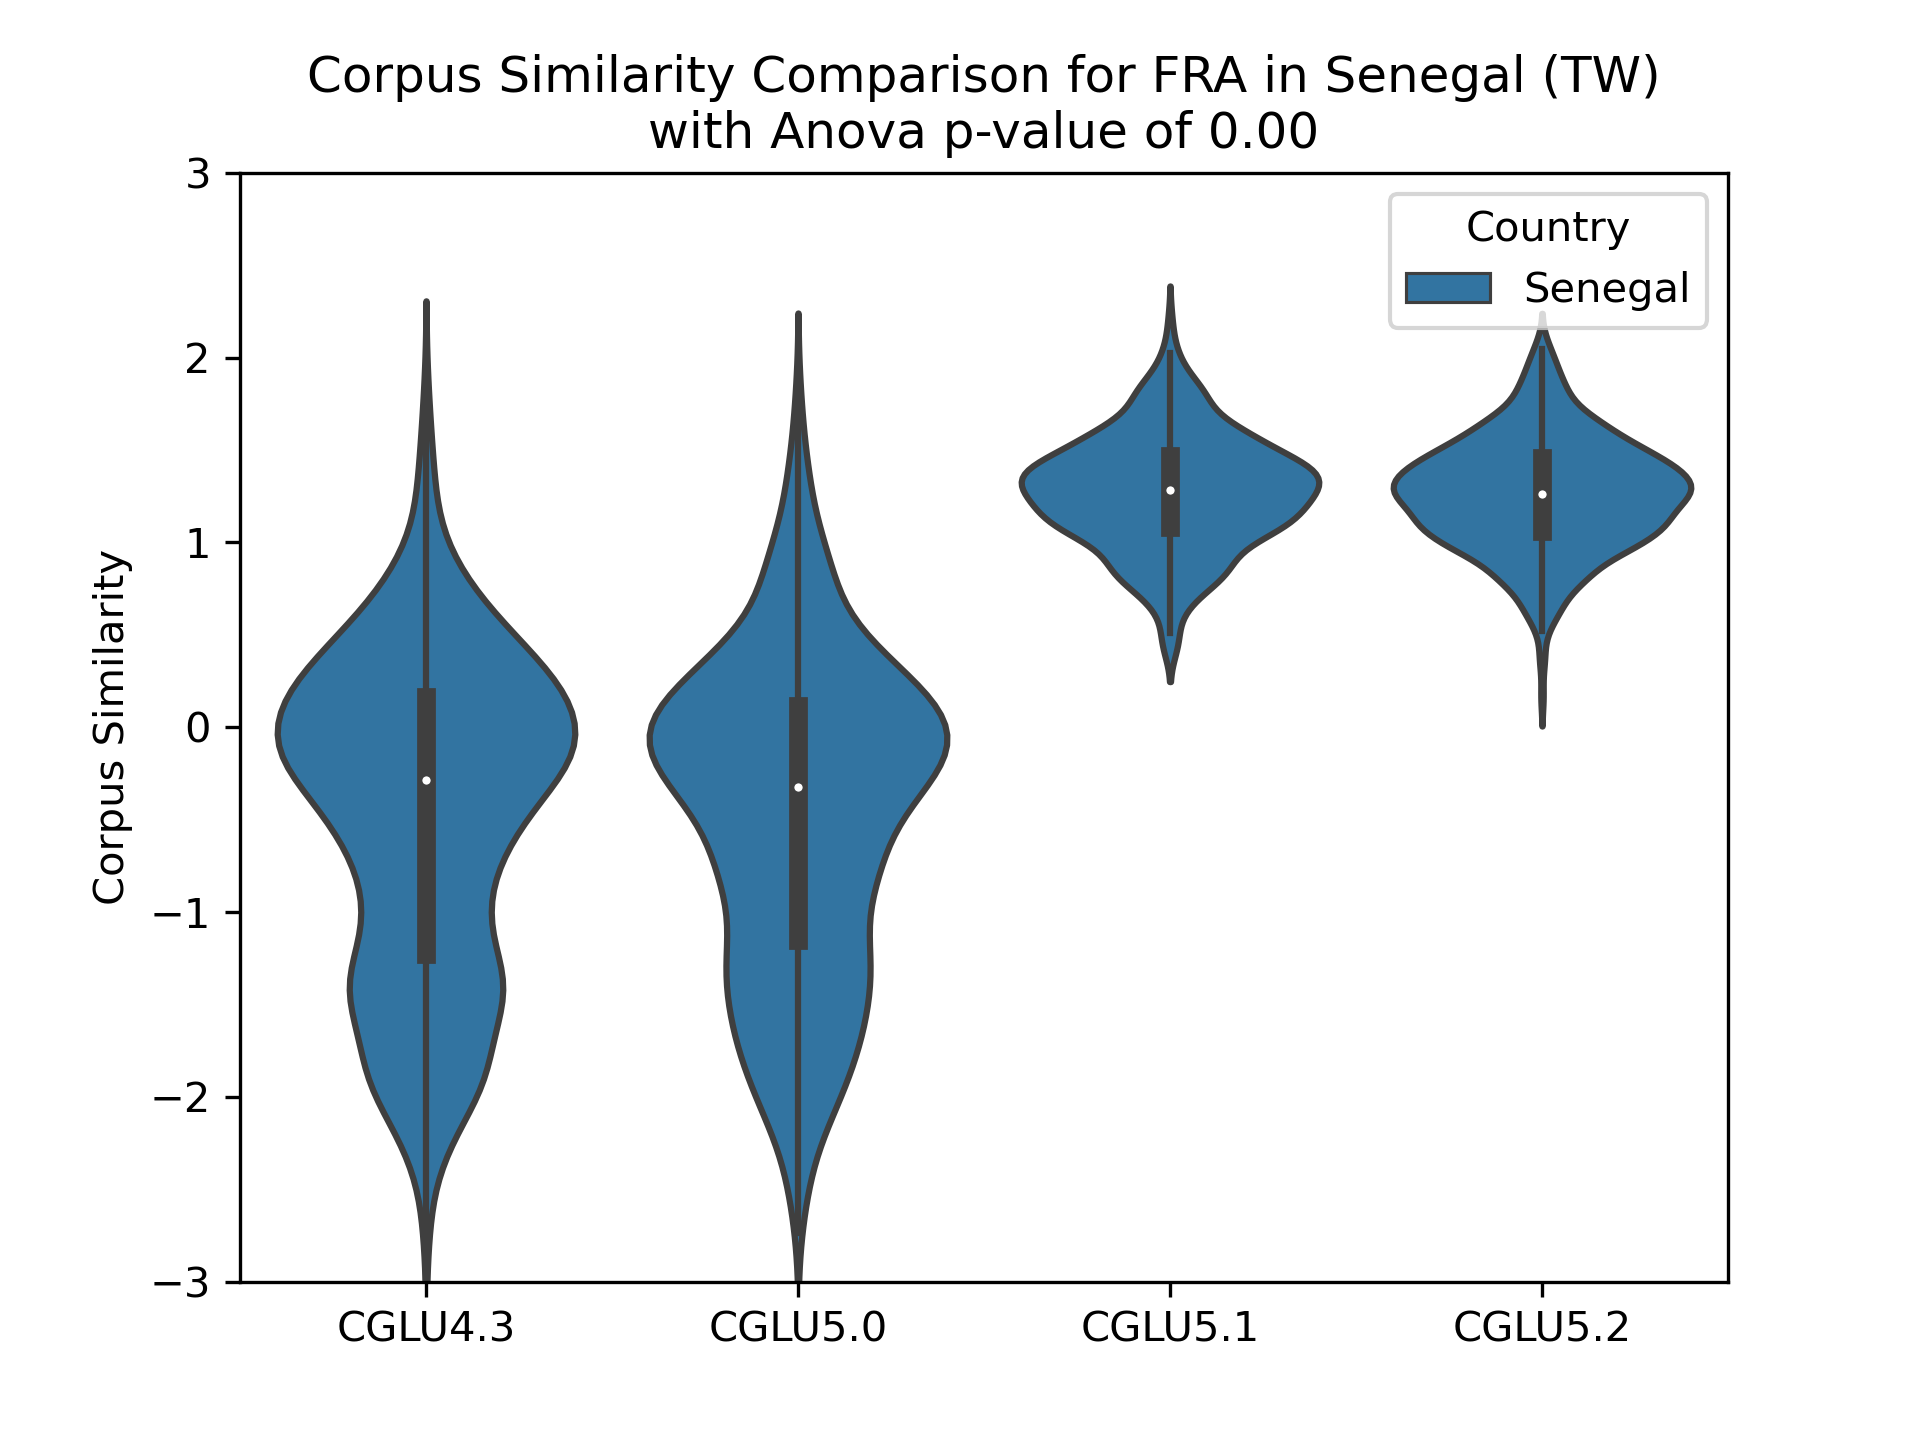 Corpus Similarity Comparison for FRA in Senegal (TW)
with Anova p-value of 0.00
Country
Senegal
Corpus Similarity
3
2
1
0
−1
−2
−3
CGLU4.3
CGLU5.0
CGLU5.1
CGLU5.2